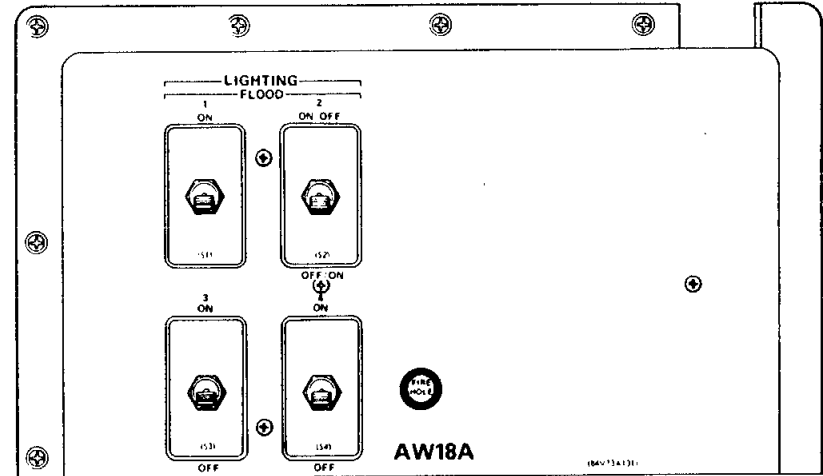 LIGHTING
FLOOD
1
ON
2
ON OFF
(S1)
(S2)
OFF ON
3
ON
4
ON
FIRE
HOLE
(S3)
(S4)
OFF
OFF
AW18A